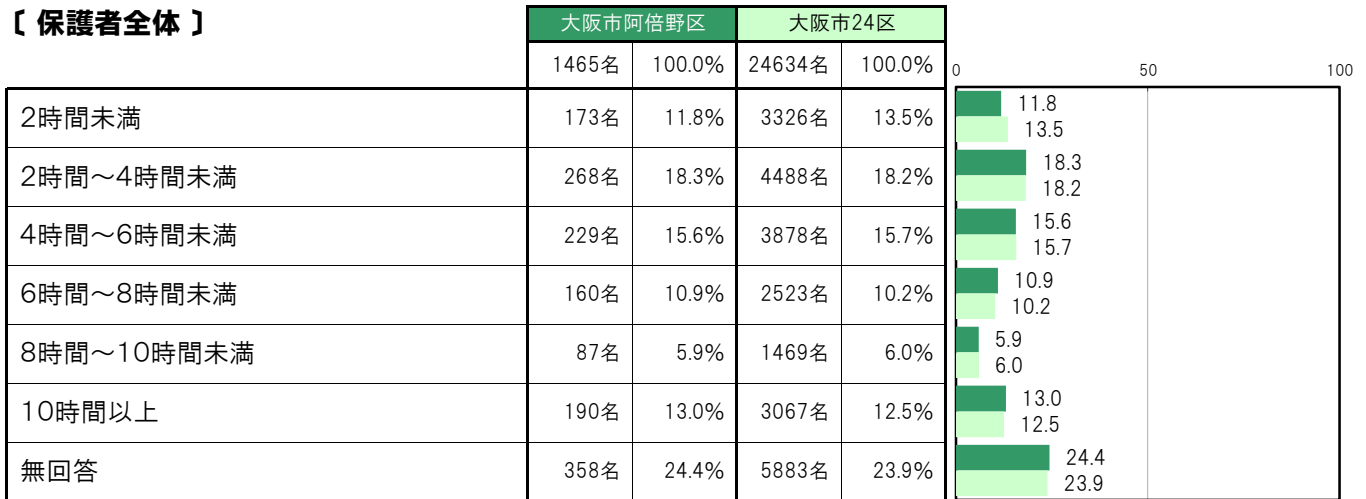 〔 保護者全体 〕
大阪市阿倍野区 大阪市24区
1465名 100.0% 24634名 100.0%
0 50 100
2時間未満 173名 11.8% 3326名 13.5%
11.8
13.5
2時間～4時間未満 268名 18.3% 4488名 18.2%
18.3
18.2
4時間～6時間未満 229名 15.6% 3878名 15.7%
15.6
15.7
6時間～8時間未満 160名 10.9% 2523名 10.2%
10.9
10.2
8時間～10時間未満 87名 5.9% 1469名 6.0%
5.9
6.0
10時間以上 190名 13.0% 3067名 12.5%
13.0
12.5
無回答 358名 24.4% 5883名 23.9%
24.4
23.9